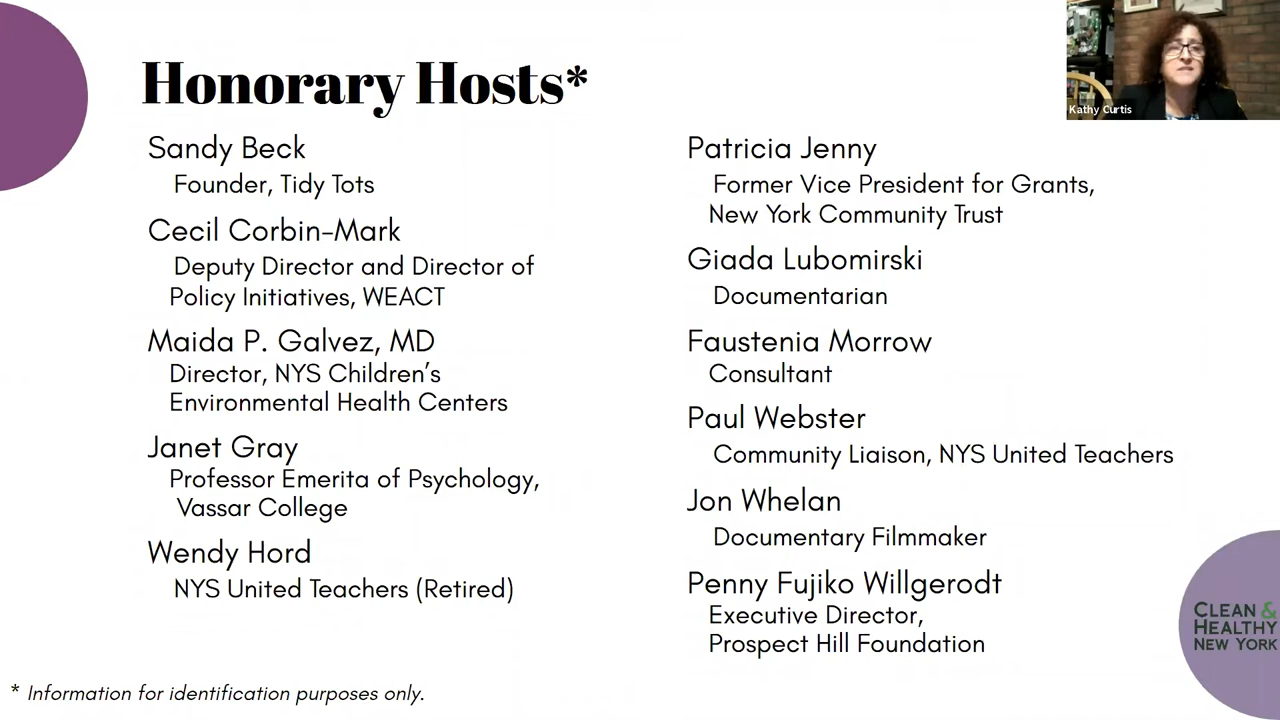 Honorary Hosts*
Sandy Beck
Founder, Tidy Tots
Cecil Corbin-Mark
Deputy Director and Director of
Policy Initiatives, WEACT
Maida P. Galvez, MD
Director, NYS Children's
Environmental Health Centers
Janet Gray
Professor Emerita of Psychology,
Vassar College
Wendy Hord
NYS United Teachers (Retired)
Patricia Jenny
Former Vice President for Grants,
New York Community Trust
Giada Lubomirski
Documentarian
Faustenia Morrow
Consultant
Paul Webster
Community Liaison, NYS United Teachers
Jon Whelan
Documentary Filmmaker
Penny Fujiko Willgerodt
Executive Director,
Prospect Hill Foundation
* Information for identification purposes only.
Kathy Curtis
CLEAN &
HEALTHY
NEW YORK